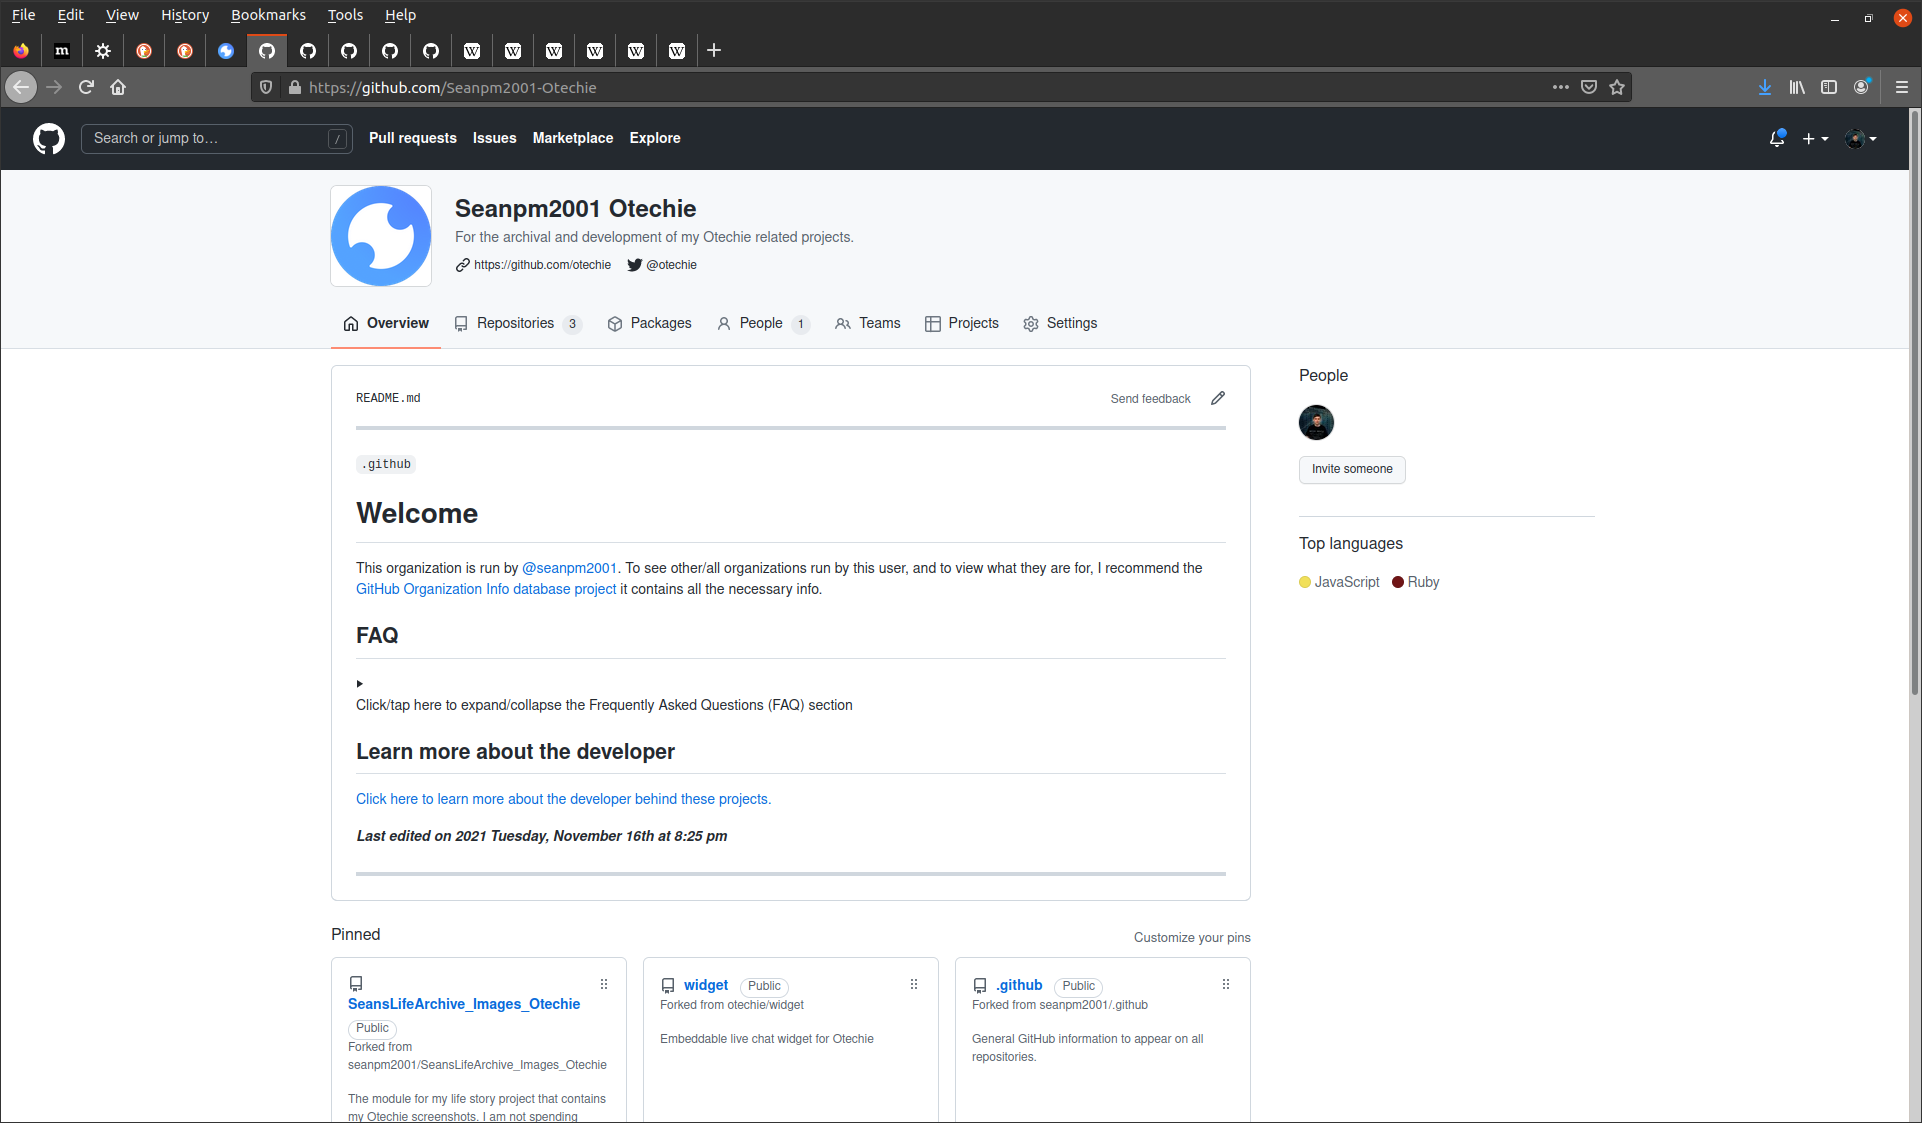 File Edit View History Bookmarks Tools Help
https://github.com/Seanpm2001-Otechie
Search or jump to… / Pull requests Issues Marketplace Explore
Seanpm2001 Otechie
For the archival and development of my Otechie related projects.
https://github.com/otechie @otechie
Overview Repositories 3 Packages People 1 Teams Projects Settings
README.md Send feedback
.github
Welcome
This organization is run by @seanpm2001. To see other/all organizations run by this user, and to view what they are for, I recommend the
GitHub Organization Info database project it contains all the necessary info.
FAQ
Click/tap here to expand/collapse the Frequently Asked Questions (FAQ) section
Learn more about the developer
Click here to learn more about the developer behind these projects.
Last edited on 2021 Tuesday, November 16th at 8:25 pm
People
Invite someone
Top languages
JavaScript Ruby
Pinned Customize your pins
SeansLifeArchive_Images_Otechie
Public
Forked from
seanpm2001/SeansLifeArchive_Images_Otechie
The module for my life story project that contains
my Otechie screenshots. I am not spending
widget Public
Forked from otechie/widget
Embeddable live chat widget for Otechie
.github Public
Forked from seanpm2001/.github
General GitHub information to appear on all
repositories.